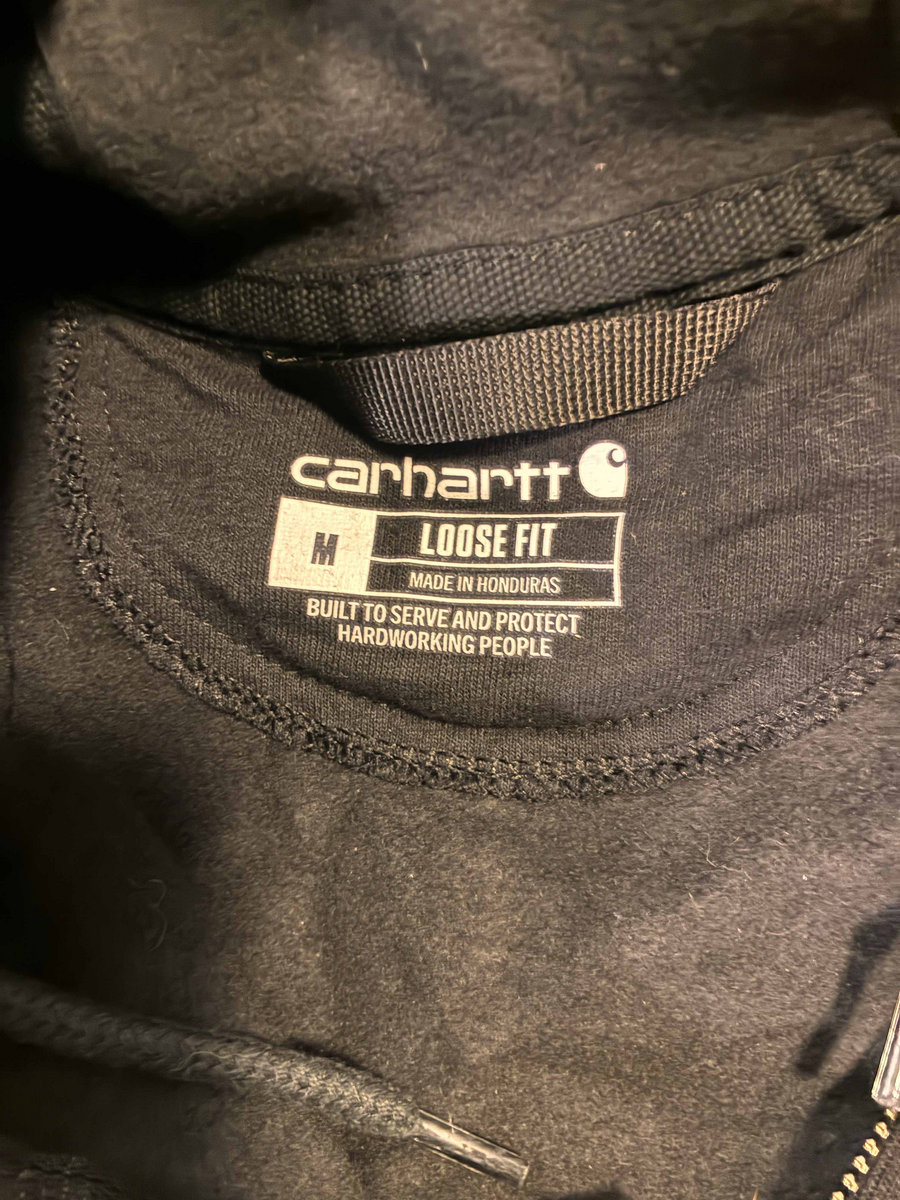 carhartt
M
LOOSE FIT
MADE IN HONDURAS
BUILT TO SERVE AND PROTECT
HARDWORKING PEOPLE